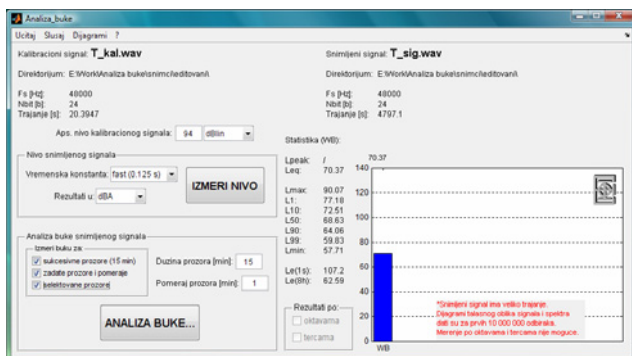 Analiza_buke
Ucitaj Slusaj Dijagrami ?
Kalibracioni signal: T_kal.wav
Direktorijum: E:\Work\Analiza buke\snimci\editovani\
Fs [Hz]: 48000
Nbit [b]: 24
Trajanje [s]: 20.3947
Aps. nivo kalibracionog signala: 94 dBlin
Nivo snimljenog signala
Vremenska konstanta: fast (0.125 s)
Rezultati u: dBA
IZMERI NIVO
Analiza buke snimljenog signala
Izmeri buku za:
sukcesivne prozore (15 min)
zadate prozore i pomeraje
selektovane prozore
Duzina prozora [min]: 15
Pomeraj prozora [min]: 1
ANALIZA BUKE...
Snimljeni signal: T_sig.wav
Direktorijum: E:\Work\Analiza buke\snimci\editovani\
Fs [Hz]: 48000
Nbit [b]: 24
Trajanje [s]: 4797.1
Statistika (WB):
Lpeak: /
Leq: 70.37
Lmax: 90.07
L1: 77.18
L10: 72.51
L50: 68.63
L90: 64.06
L99: 59.83
Lmin: 57.71
Le(1s): 107.2
Le(8h): 62.59
Rezultati po:
oktavama
tercama
70.37
140
120
100
80
60
40
20
0
WB
*Snimljeni signal ima veliko trajanje.
Dijagrami talasnog oblika signala i spektra
dati su za prvih 10 000 000 odbiraka.
Merenje po oktavama i tercama nije moguce.